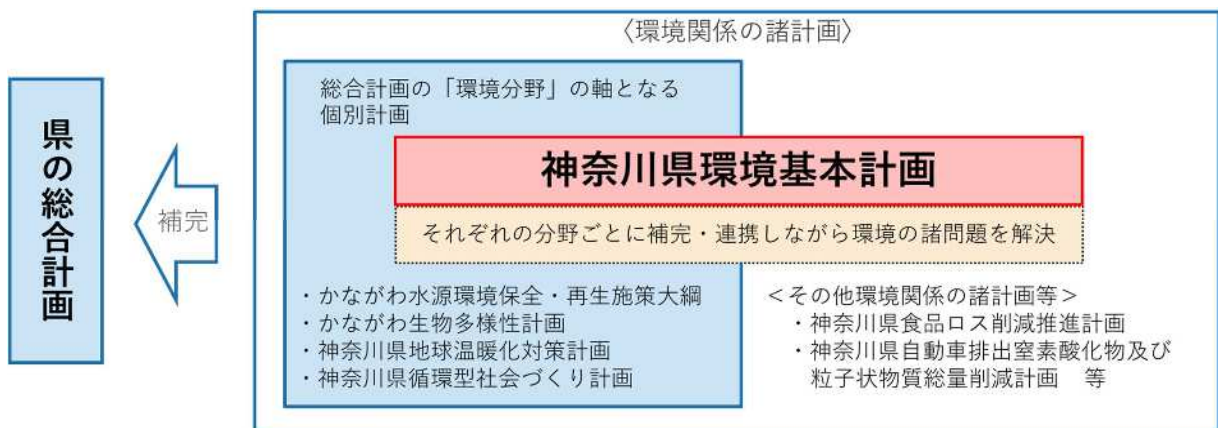 県の総合計画
補完
〈環境関係の諸計画〉
総合計画の「環境分野」の軸となる
個別計画
神奈川県環境基本計画
それぞれの分野ごとに補完・連携しながら環境の諸問題を解決
・かながわ水源環境保全・再生施策大綱
・かながわ生物多様性計画
・神奈川県地球温暖化対策計画
・神奈川県循環型社会づくり計画
<その他環境関係の諸計画等>
・神奈川県食品ロス削減推進計画
・神奈川県自動車排出窒素酸化物及び
粒子状物質総量削減計画 等